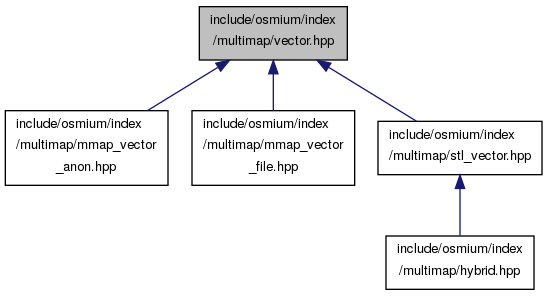 include/osmium/index
/multimap/vector.hpp
include/osmium/index
/multimap/mmap_vector
_anon.hpp
include/osmium/index
/multimap/mmap_vector
_file.hpp
include/osmium/index
/multimap/stl_vector.hpp
include/osmium/index
/multimap/hybrid.hpp